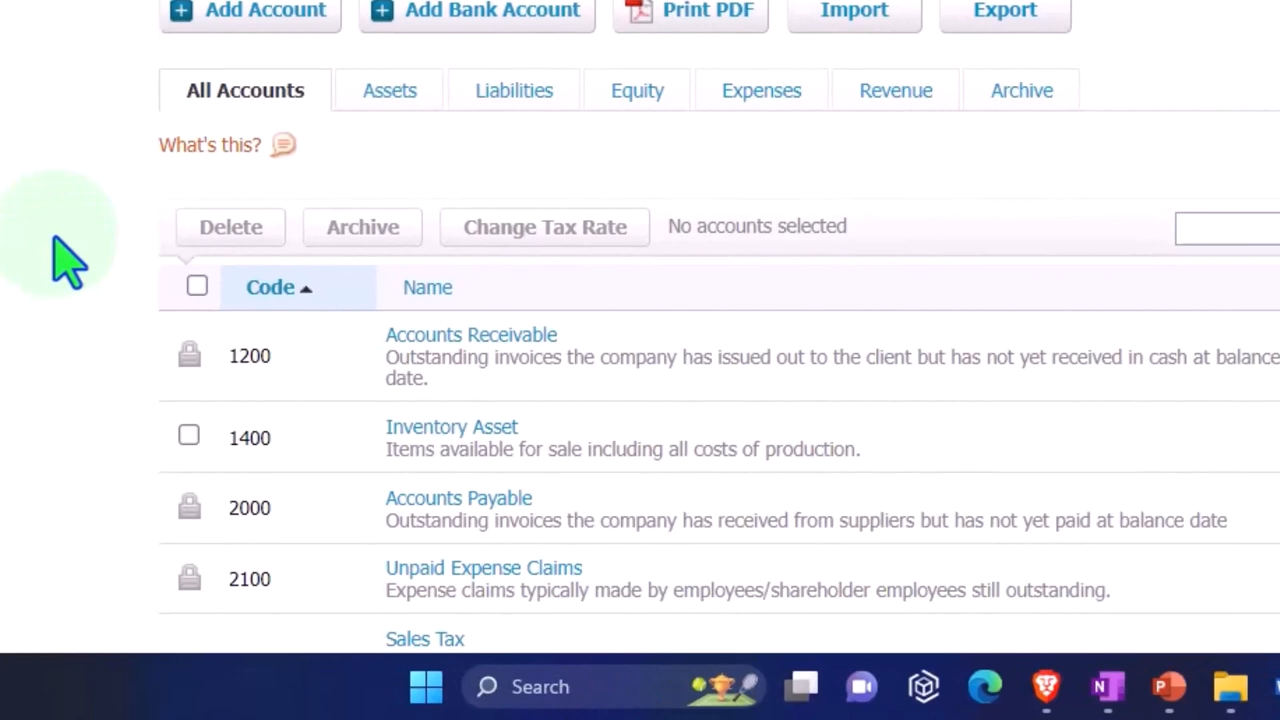 Add Account
Add Bank Account
Print PDF
Import
Export
All Accounts
Assets
Liabilities
Equity
Expenses
Revenue
Archive
What's this?
Delete
Archive
Change Tax Rate
No accounts selected
Code
Name
1200
Accounts Receivable
Outstanding invoices the company has issued out to the client but has not yet received in cash at balance
date.
1400
Inventory Asset
Items available for sale including all costs of production.
2000
Accounts Payable
Outstanding invoices the company has received from suppliers but has not yet paid at balance date
2100
Unpaid Expense Claims
Expense claims typically made by employees/shareholder employees still outstanding.
Sales Tax
Search
N
P